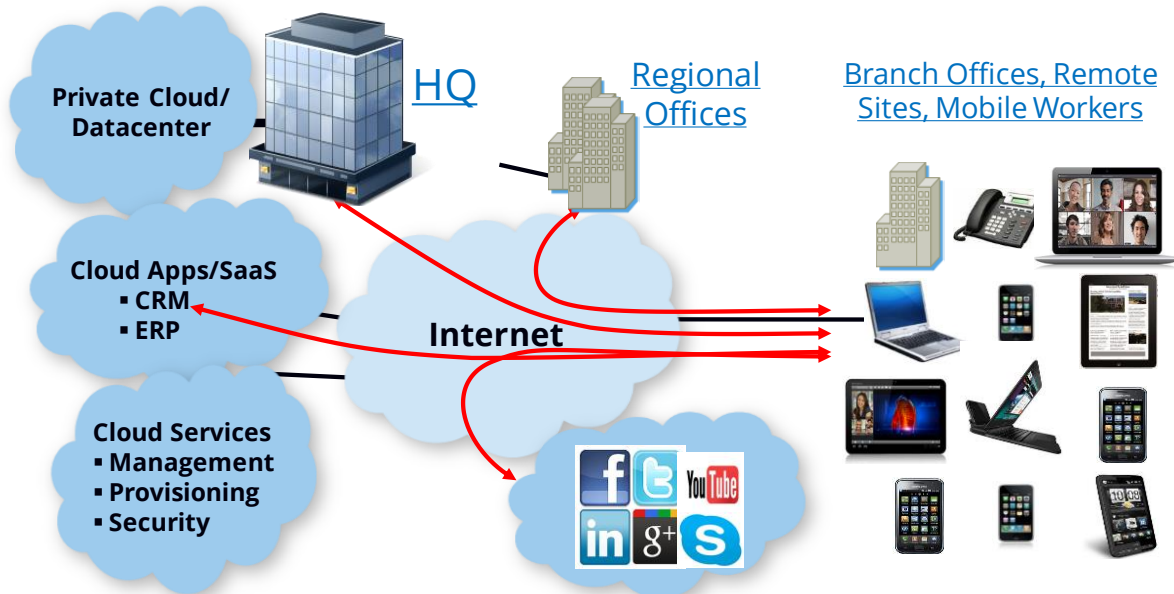 Private Cloud/
Datacenter
HQ
Regional
Offices
Branch Offices, Remote
Sites, Mobile Workers
Cloud Apps/SaaS
▪ CRM
▪ ERP
Internet
Cloud Services
▪ Management
▪ Provisioning
▪ Security
f
t
You Tube
in
g+
S